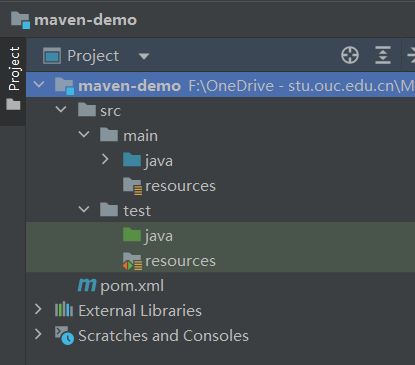 maven-demo
Project
Project
maven-demo F:\OneDrive - stu.ouc.edu.cn\M
src
main
java
resources
test
java
resources
pom.xml
External Libraries
Scratches and Consoles